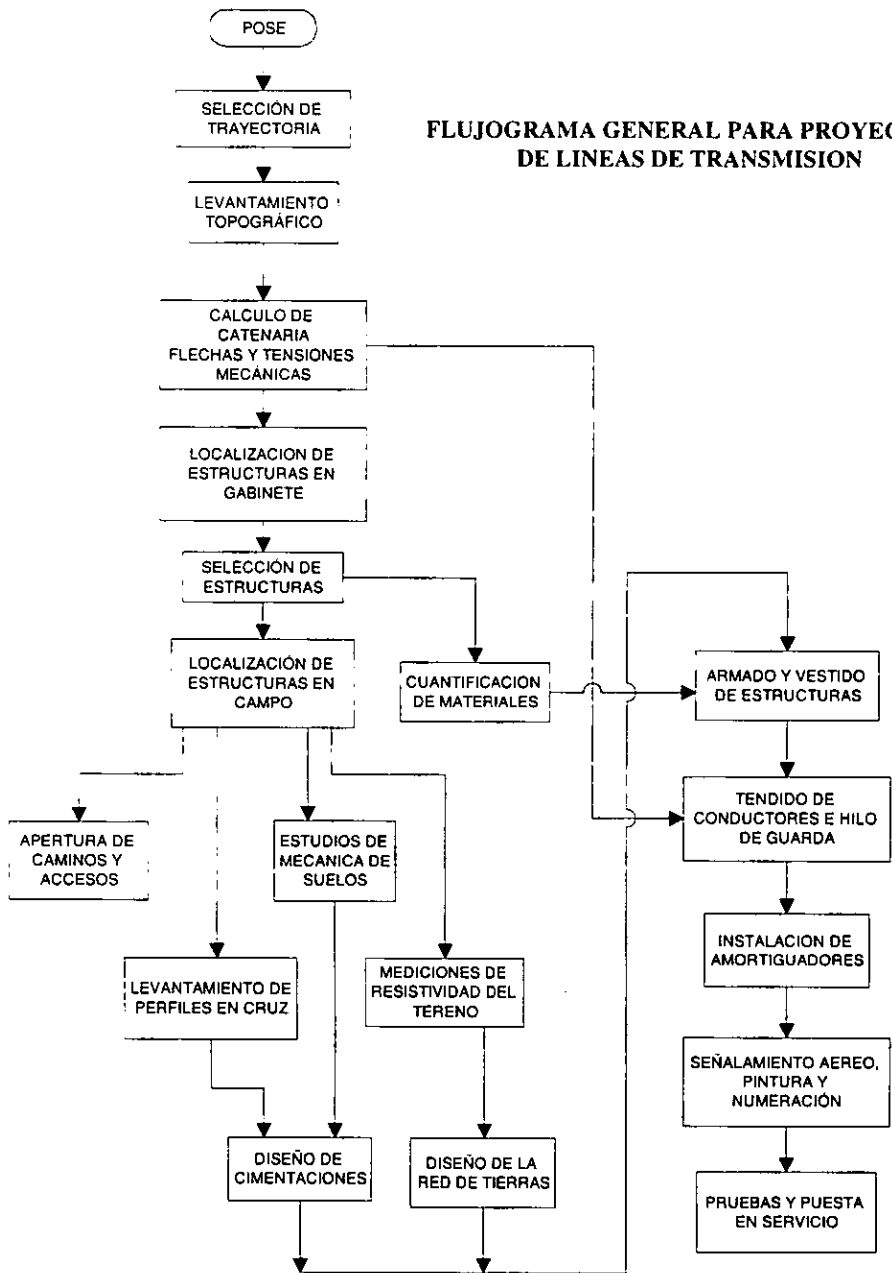 POSE
SELECCIÓN DE
TRAYECTORIA
FLUJOGRAMA GENERAL PARA PROYEC
DE LINEAS DE TRANSMISION
LEVANTAMIENTO
TOPOGRÁFICO
CALCULO DE
CATENARIA
FLECHAS Y TENSIONES
MECÁNICAS
LOCALIZACION DE
ESTRUCTURAS EN
GABINETE
SELECCIÓN DE
ESTRUCTURAS
LOCALIZACIÓN DE
ESTRUCTURAS EN
CAMPO
CUANTIFICACION
DE MATERIALES
ARMADO Y VESTIDO
DE ESTRUCTURAS
APERTURA DE
CAMINOS Y
ACCESOS
ESTUDIOS DE
MECANICA DE
SUELOS
TENDIDO DE
CONDUCTORES E HILO
DE GUARDA
LEVANTAMIENTO DE
PERFILES EN CRUZ
MEDICIONES DE
RESISTIVIDAD DEL
TERENO
INSTALACION DE
AMORTIGUADORES
SEÑALAMIENTO AEREO,
PINTURA Y
NUMERACIÓN
DISEÑO DE
CIMENTACIONES
DISEÑO DE LA
RED DE TIERRAS
PRUEBAS Y PUESTA
EN SERVICIO